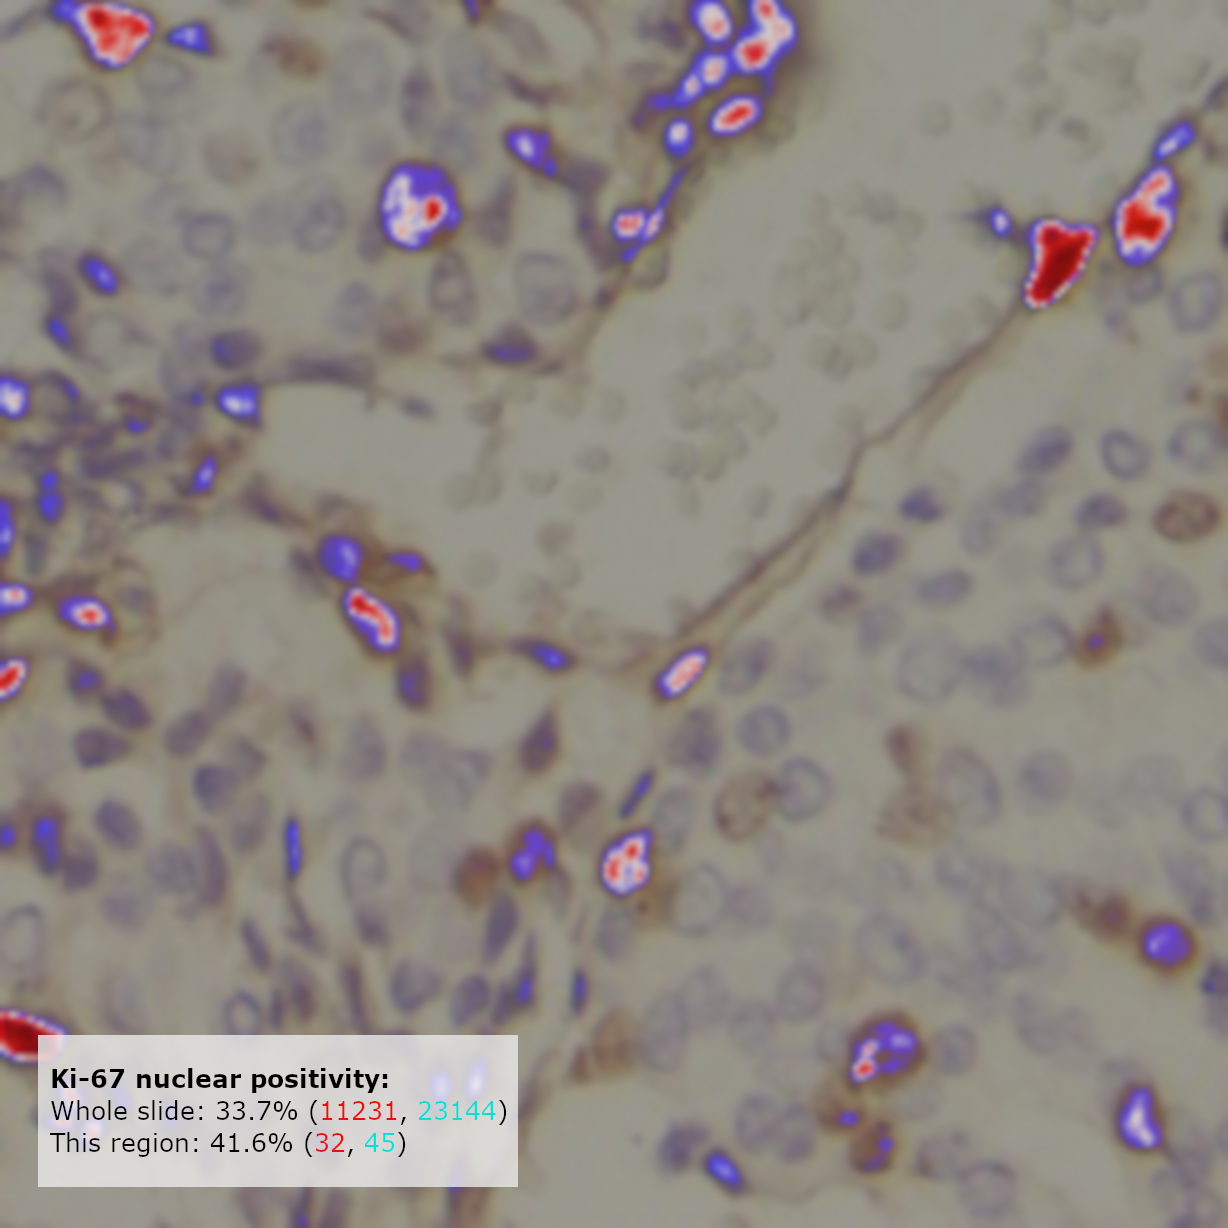 Ki-67 nuclear positivity:
Whole slide: 33.7% (11231, 23144)
This region: 41.6% (32, 45)